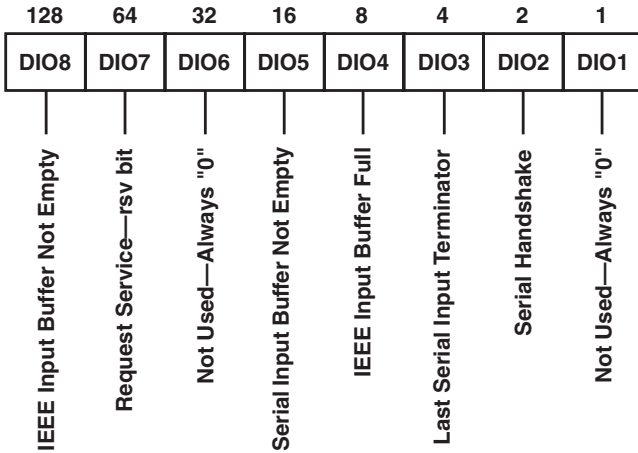 128 64 32 16 8 4 2 1
DIO8 DIO7 DIO6 DIO5 DIO4 DIO3 DIO2 DIO1
IEEE Input Buffer Not Empty
Request Service—rsv bit
Not Used—Always "0"
Serial Input Buffer Not Empty
IEEE Input Buffer Full
Last Serial Input Terminator
Serial Handshake
Not Used—Always "0"